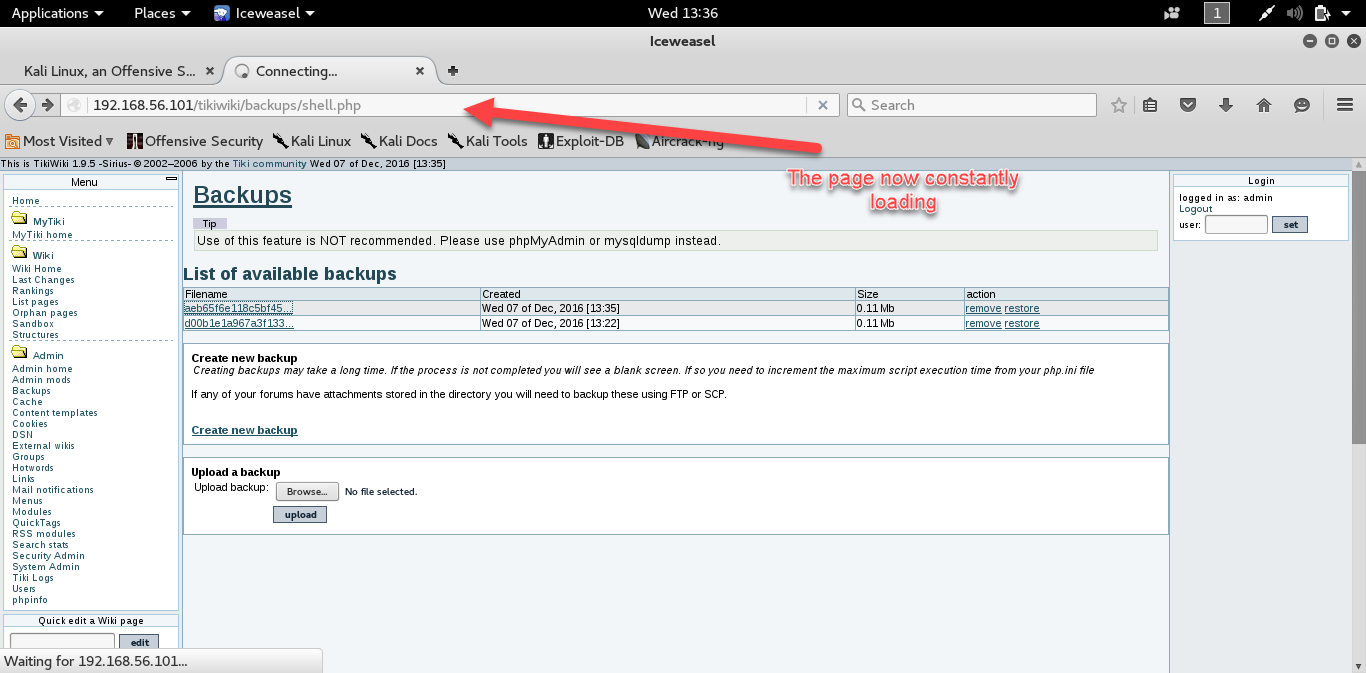 Applications Places Iceweasel Wed 13:36 1
Iceweasel
Kali Linux, an Offensive S... Connecting...
192.168.56.101/tikiwiki/backups/shell.php Search
Most Visited Offensive Security Kali Linux Kali Docs Kali Tools Exploit-DB Aircrack-ng
This is TikiWiki 1.9.5 -Sirius- © 2002–2006 by the Tiki community Wed 07 of Dec, 2016 [13:35]
The page now constantly
loading
Menu
Home
MyTiki
MyTiki home
Wiki
Wiki Home
Last Changes
Rankings
List pages
Orphan pages
Sandbox
Structures
Admin
Admin home
Admin mods
Backups
Cache
Content templates
Cookies
DSN
External wikis
Groups
Hotwords
Links
Mail notifications
Menus
Modules
QuickTags
RSS modules
Search stats
Security Admin
System Admin
Tiki Logs
Users
phpinfo
Quick edit a Wiki page
edit
Backups
Tip
Use of this feature is NOT recommended. Please use phpMyAdmin or mysqldump instead.
List of available backups
Filename Created Size action
aeb65f6e118c5bf45... Wed 07 of Dec, 2016 [13:35] 0.11 Mb remove restore
d00b1e1a967a3f133... Wed 07 of Dec, 2016 [13:22] 0.11 Mb remove restore
Create new backup
Creating backups may take a long time. If the process is not completed you will see a blank screen. If so you need to increment the maximum script execution time from your php.ini file
If any of your forums have attachments stored in the directory you will need to backup these using FTP or SCP.
Create new backup
Upload a backup
Upload backup: Browse... No file selected.
upload
Login
logged in as: admin
Logout
user: set
Waiting for 192.168.56.101...